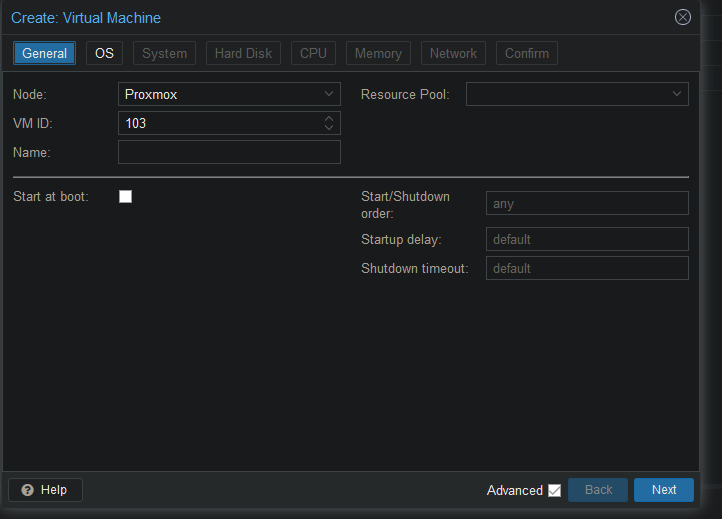 Create: Virtual Machine
General OS System Hard Disk CPU Memory Network Confirm
Node: Proxmox Resource Pool:
VM ID: 103
Name:
Start at boot: Start/Shutdown order: any
Startup delay: default
Shutdown timeout: default
Help Advanced Back Next